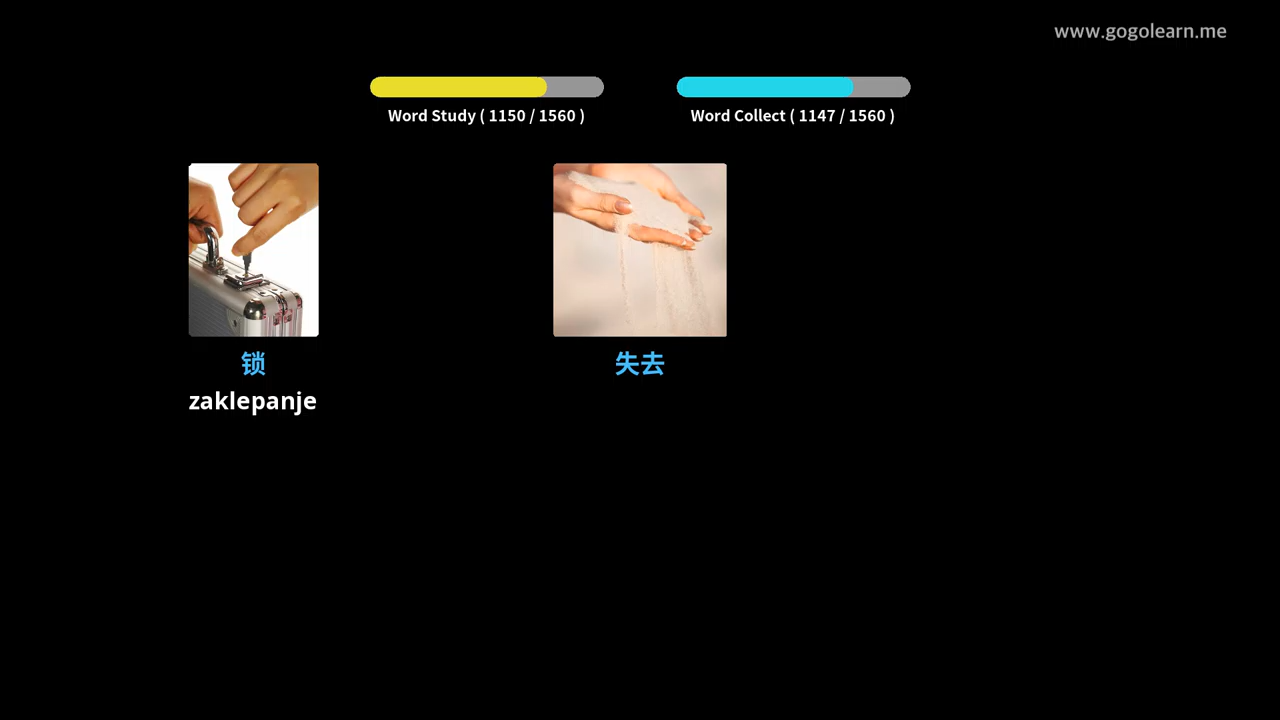 www.gogolearn.me
Word Study ( 1150 / 1560 )
Word Collect ( 1147 / 1560 )
锁
zaklepanje
失去